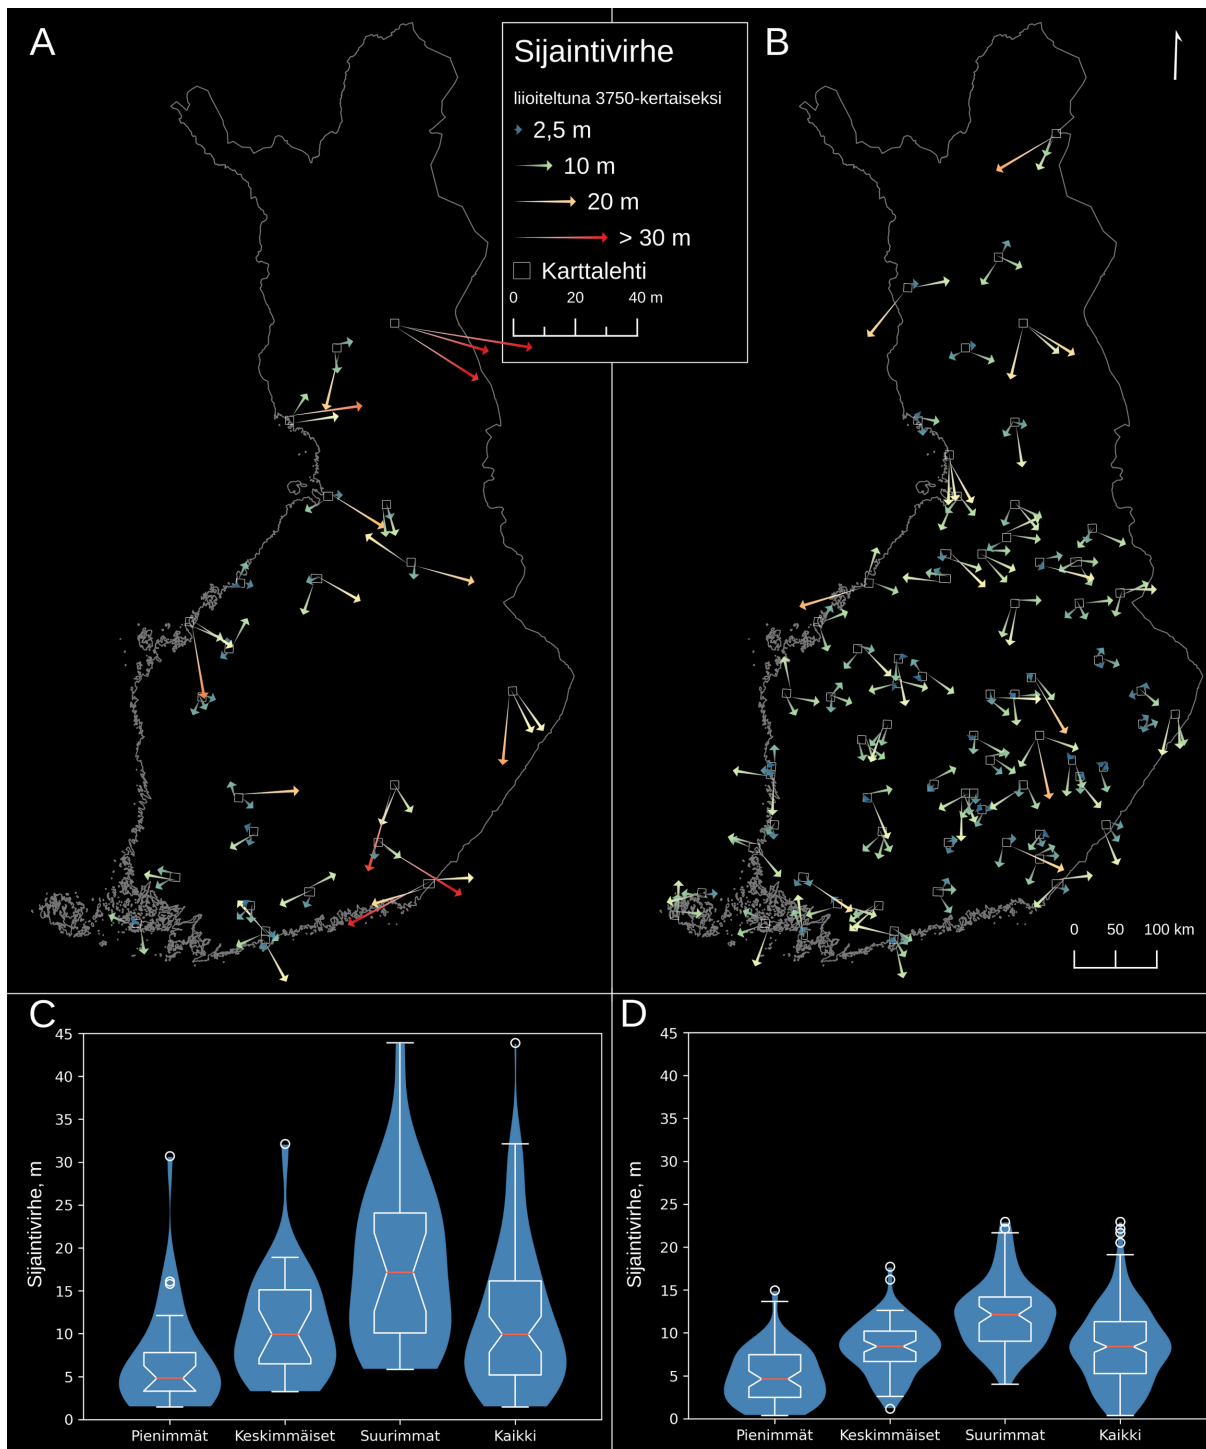 A
Sijaintivirhe
liioiteltuna 3750-kertaiseksi
2,5 m
10 m
20 m
> 30 m
Karttalehti
0 20 40 m
B
0 50 100 km
C
45
40
35
30
25
20
15
10
5
0
Sijaintivirhe, m
Pienimmät Keskimmäiset Suurimmat Kaikki
D
45
40
35
30
25
20
15
10
5
0
Sijaintivirhe, m
Pienimmät Keskimmäiset Suurimmat Kaikki